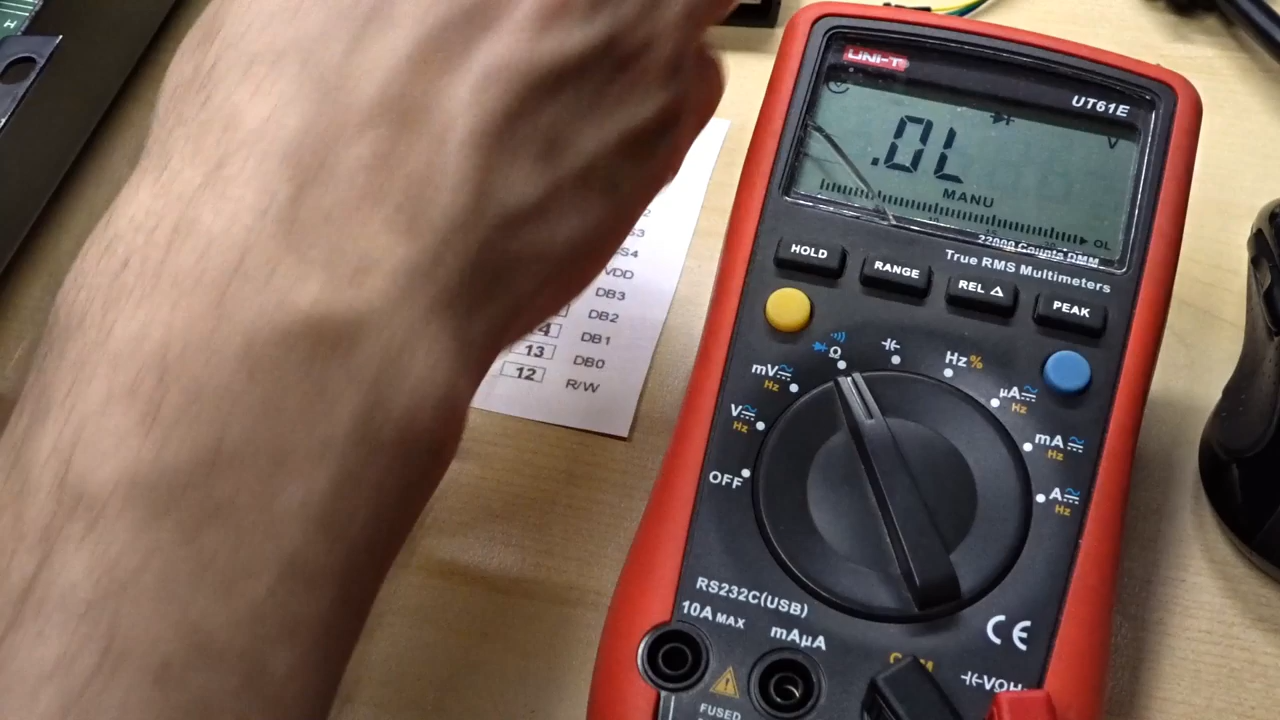 UNI-T
UT61E
.0L
V
MANU
OL
22000 Counts DMM
True RMS Multimeters
HOLD
RANGE
REL Δ
PEAK
Ω
Hz%
mV
Hz
µA
Hz
V
Hz
mA
Hz
OFF
A
Hz
RS232C(USB)
10A MAX
mAµA
CE
FUSED
S4
VDD
DB3
DB2
4
DB1
13
DB0
12
R/W
H